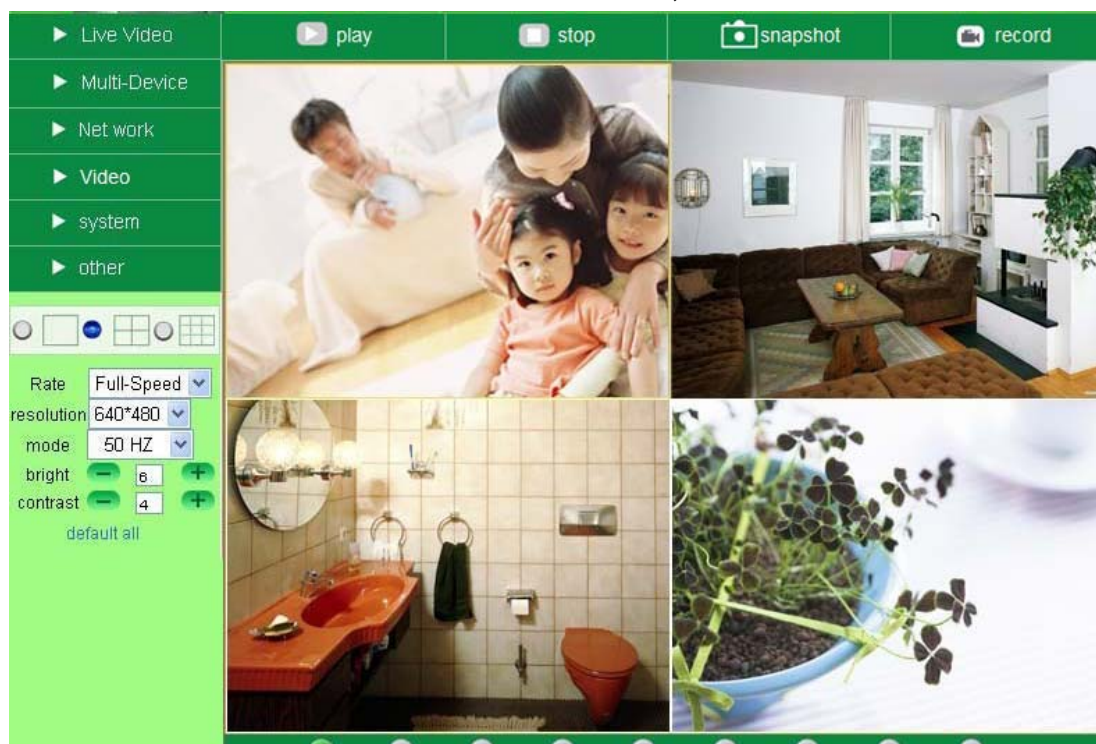 Live Video
play
stop
snapshot
record
Multi-Device
Net work
Video
system
other
Rate Full-Speed
resolution 640*480
mode 50 HZ
bright 6
contrast 4
default all